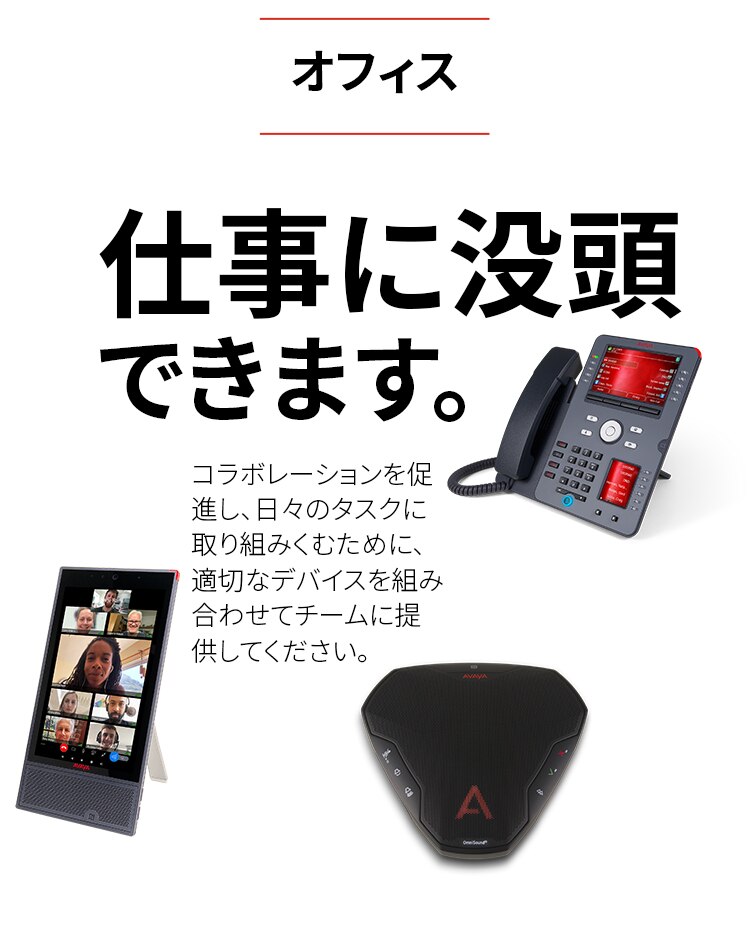 オフィス
仕事に没頭
できます。
AVAYA
コラボレーションを促
進し、日々のタスクに
取り組みくむために、
適切なデバイスを組み
合わせてチームに提
供してください。
AVAYA
AVAYA
A
OmniSound